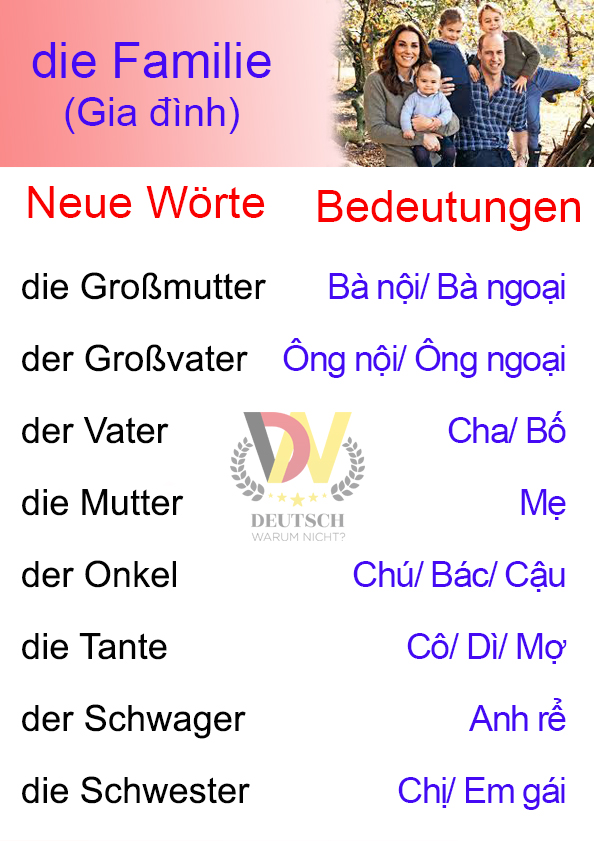 die Familie
(Gia đình)
Neue Wörte Bedeutungen
die Großmutter Bà nội/ Bà ngoại
der Großvater Ông nội/ Ông ngoại
der Vater Cha/ Bố
die Mutter Mẹ
DW
DEUTSCH
WARUM NICHT?
der Onkel Chú/ Bác/ Cậu
die Tante Cô/ Dì/ Mợ
der Schwager Anh rể
die Schwester Chị/ Em gái